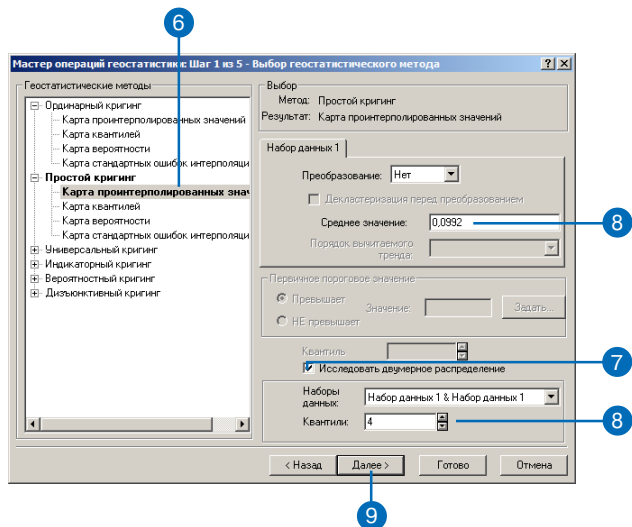 6
Мастер операций геостатистики: Шаг 1 из 5 - Выбор геостатистического метода
Геостатистические методы
Ординарный кригинг
Карта проинтерполированных значений
Карта квантилей
Карта вероятности
Карта стандартных ошибок интерполяци
Простой кригинг
Карта проинтерполированных знач
Карта квантилей
Карта вероятности
Карта стандартных ошибок интерполяци
Универсальный кригинг
Индикаторный кригинг
Вероятностный кригинг
Дизъюнктивный кригинг
Выбор
Метод: Простой кригинг
Результат: Карта проинтерполированных значений
Набор данных 1
Преобразование: Нет
Декластеризация перед преобразованием
Среднее значение: 0,0992
8
Порядок вычитаемого
тренда:
Первичное пороговое значение
Превышает
НЕ превышает
Значение:
Задать...
Квантиль
7
Исследовать двумерное распределение
Наборы
данных:
Набор данных 1 & Набор данных 1
Квантили: 4
8
< Назад
Далее >
Готово
Отмена
9